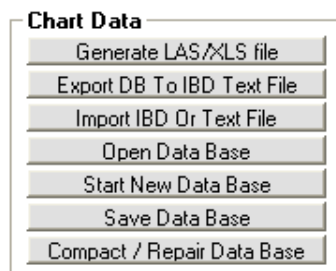 Chart Data
Generate LAS/XLS file
Export DB To IBD Text File
Import IBD Or Text File
Open Data Base
Start New Data Base
Save Data Base
Compact / Repair Data Base